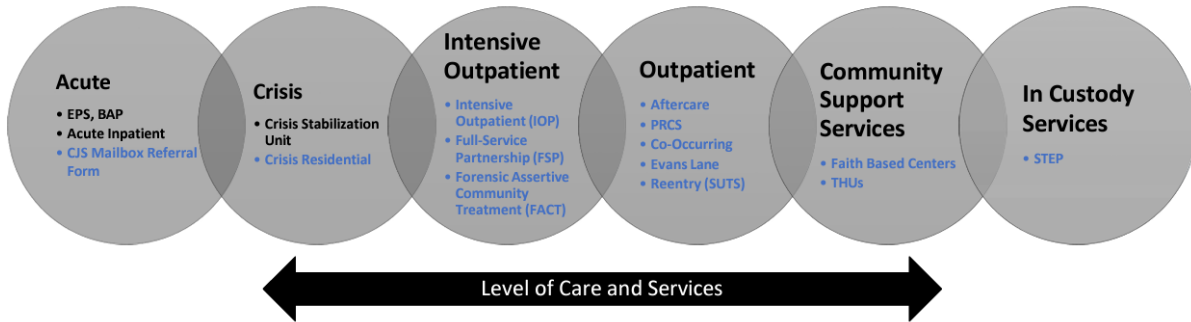 Acute
• EPS, BAP
• Acute Inpatient
• CJS Mailbox Referral
Form
Crisis
• Crisis Stabilization
Unit
• Crisis Residential
Intensive
Outpatient
• Intensive
Outpatient (IOP)
• Full-Service
Partnership (FSP)
• Forensic Assertive
Community
Treatment (FACT)
Outpatient
• Aftercare
• PRCS
• Co-Occurring
• Evans Lane
• Reentry (SUTS)
Community
Support
Services
• Faith Based Centers
• THUs
In Custody
Services
• STEP
Level of Care and Services